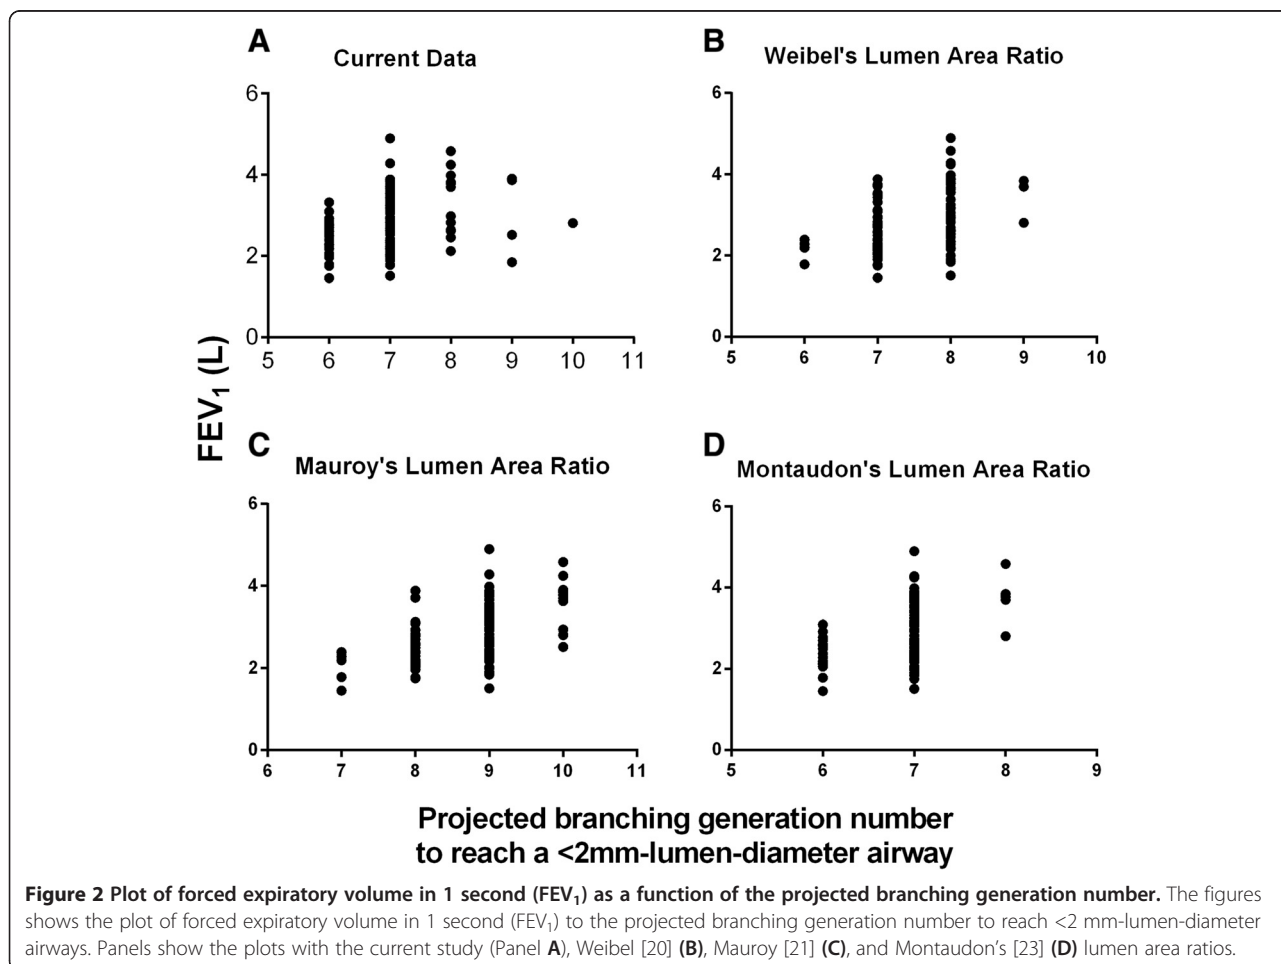 A
Current Data
6
4
2
0
5 6 7 8 9 10 11
B
Weibel's Lumen Area Ratio
6
4
2
0
5 6 7 8 9 10
FEV1 (L)
C
Mauroy's Lumen Area Ratio
6
4
2
0
6 7 8 9 10 11
D
Montaudon's Lumen Area Ratio
6
4
2
0
5 6 7 8 9
Projected branching generation number
to reach a <2mm-lumen-diameter airway
Figure 2 Plot of forced expiratory volume in 1 second (FEV1) as a function of the projected branching generation number. The figures
shows the plot of forced expiratory volume in 1 second (FEV1) to the projected branching generation number to reach <2 mm-lumen-diameter
airways. Panels show the plots with the current study (Panel A), Weibel [20] (B), Mauroy [21] (C), and Montaudon's [23] (D) lumen area ratios.